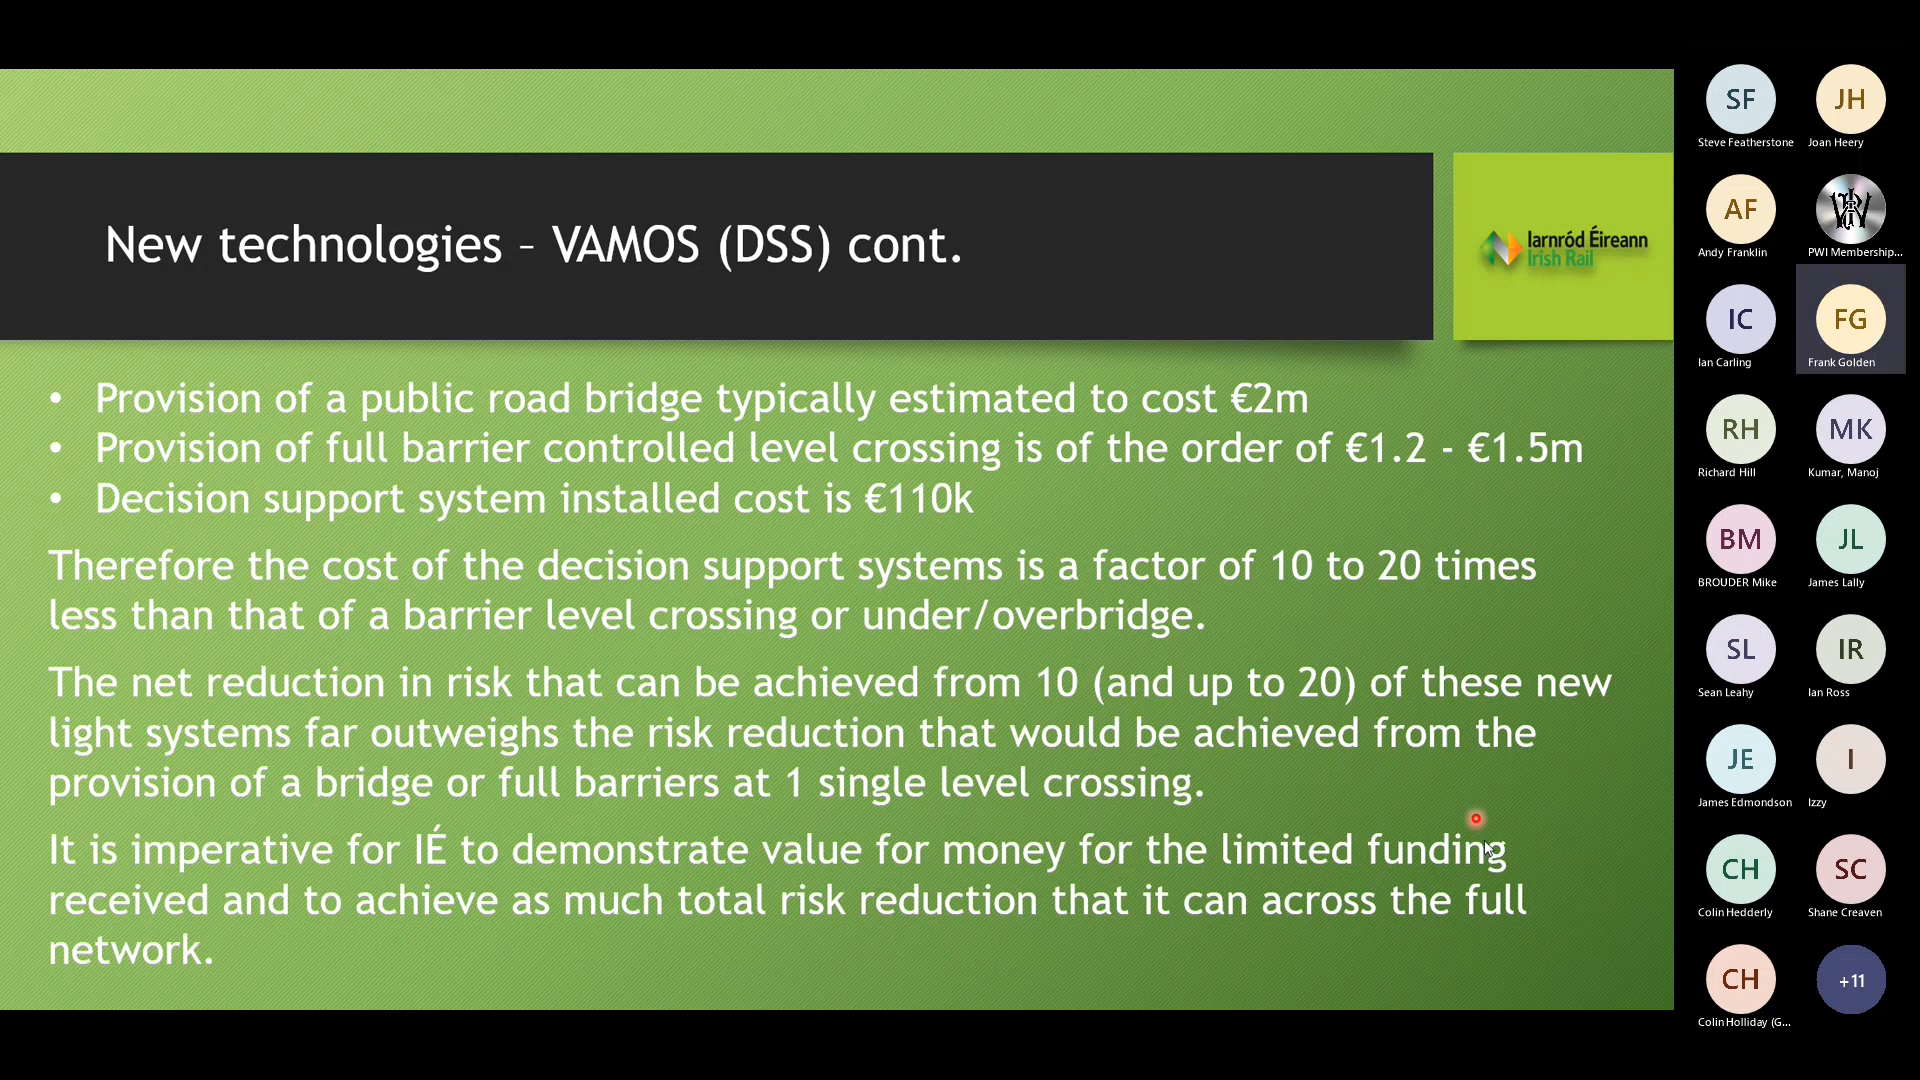 New technologies – VAMOS (DSS) cont.
Iarnród Éireann
Irish Rail
• Provision of a public road bridge typically estimated to cost €2m
• Provision of full barrier controlled level crossing is of the order of €1.2 - €1.5m
• Decision support system installed cost is €110k
Therefore the cost of the decision support systems is a factor of 10 to 20 times
less than that of a barrier level crossing or under/overbridge.
The net reduction in risk that can be achieved from 10 (and up to 20) of these new
light systems far outweighs the risk reduction that would be achieved from the
provision of a bridge or full barriers at 1 single level crossing.
It is imperative for IÉ to demonstrate value for money for the limited funding
received and to achieve as much total risk reduction that it can across the full
network.
SF
Steve Featherstone
JH
Joan Heery
AF
Andy Franklin
PWI Membership...
IC
Ian Carling
FG
Frank Golden
RH
Richard Hill
MK
Kumar, Manoj
BM
BROUDER Mike
JL
James Lally
SL
Sean Leahy
IR
Ian Ross
JE
James Edmondson
I
Izzy
CH
Colin Hedderly
SC
Shane Creaven
CH
Colin Holliday (G...
+11